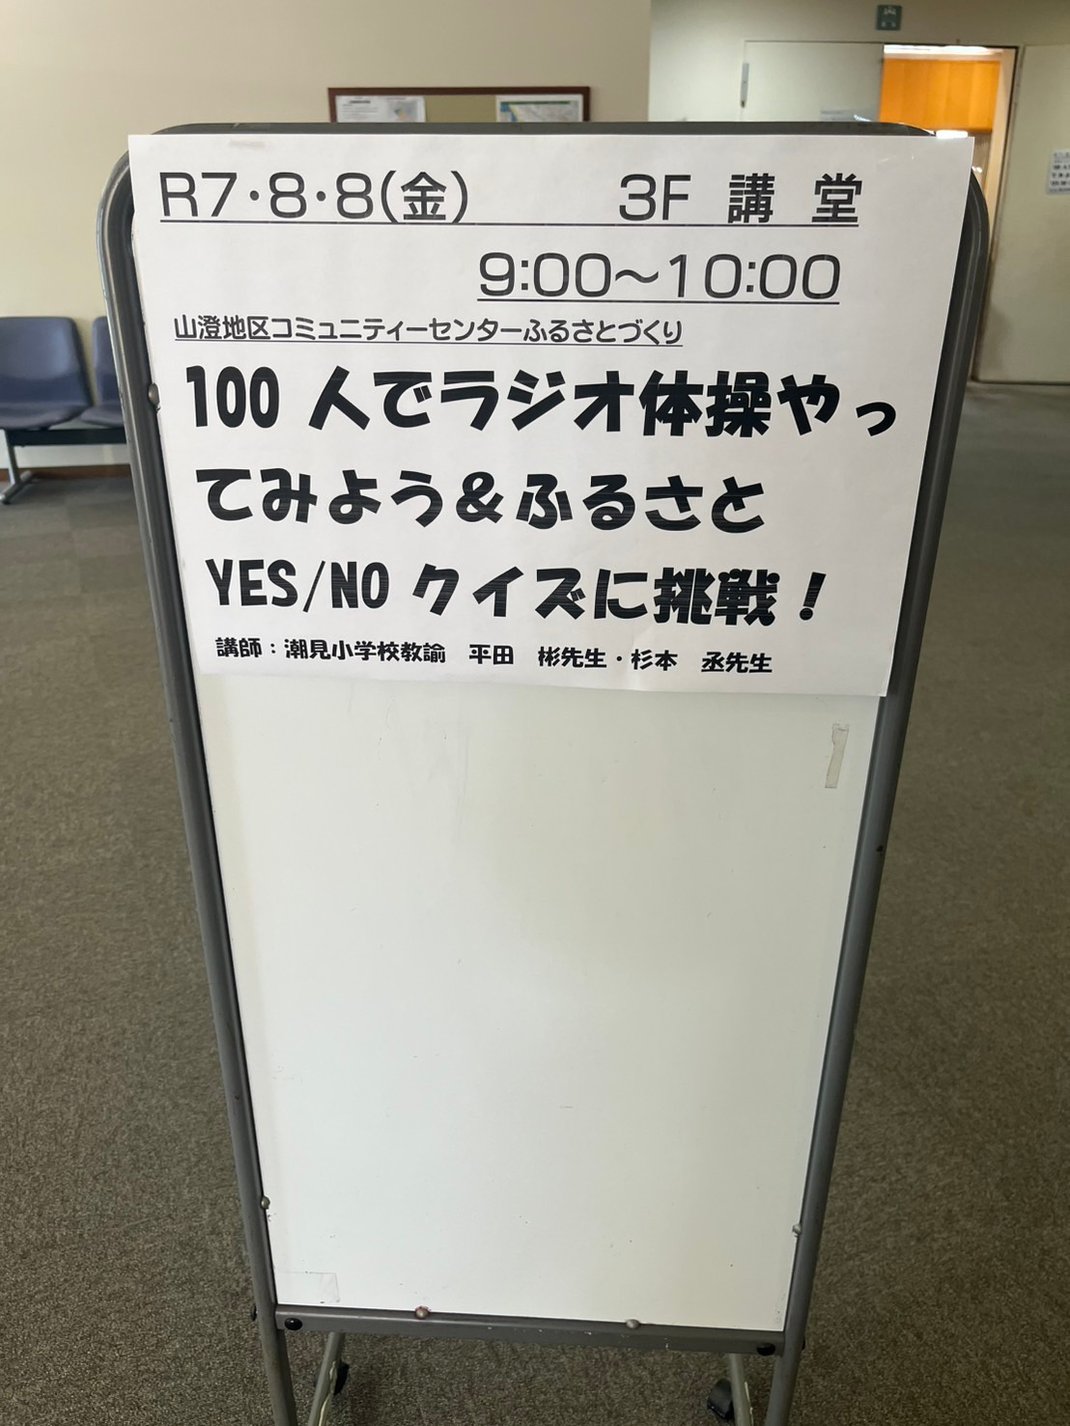 R7・8・8(金) 3F 講 堂
9:00～10:00
山澄地区コミュニティーセンターふるさとづくり
100 人でラジオ体操やっ
てみよう＆ふるさと
YES/NO クイズに挑戦！
講師：潮見小学校教諭 平田 彬先生・杉本 丞先生